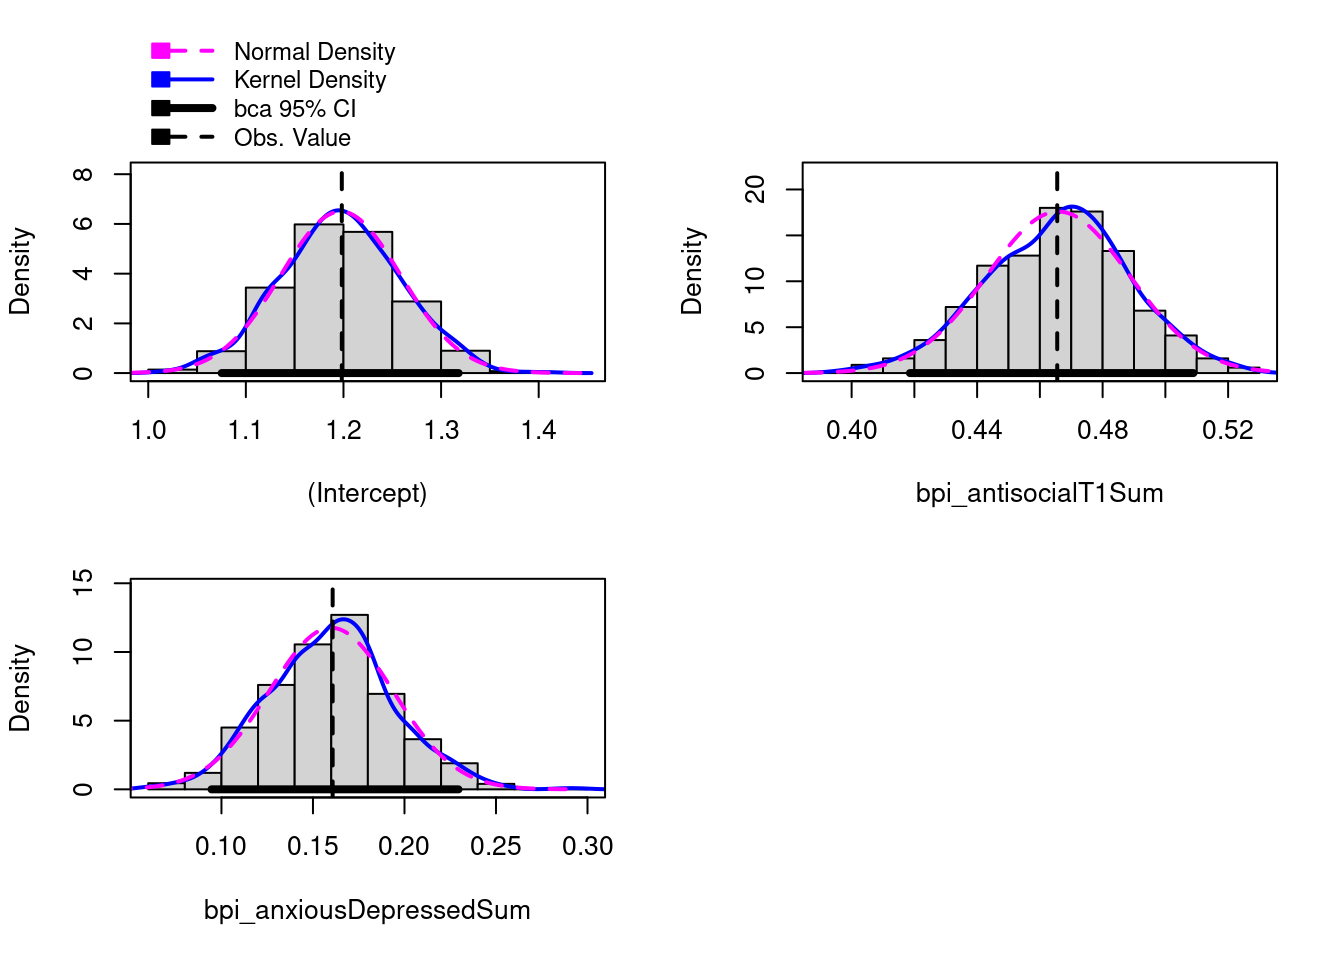 Normal Density
Kernel Density
bca 95% CI
Obs. Value
Density
8
6
4
2
0
1.0 1.1 1.2 1.3 1.4
(Intercept)
Density
20
10
5
0
0.40 0.44 0.48 0.52
bpi_antisocialT1Sum
Density
15
10
5
0
0.10 0.15 0.20 0.25 0.30
bpi_anxiousDepressedSum